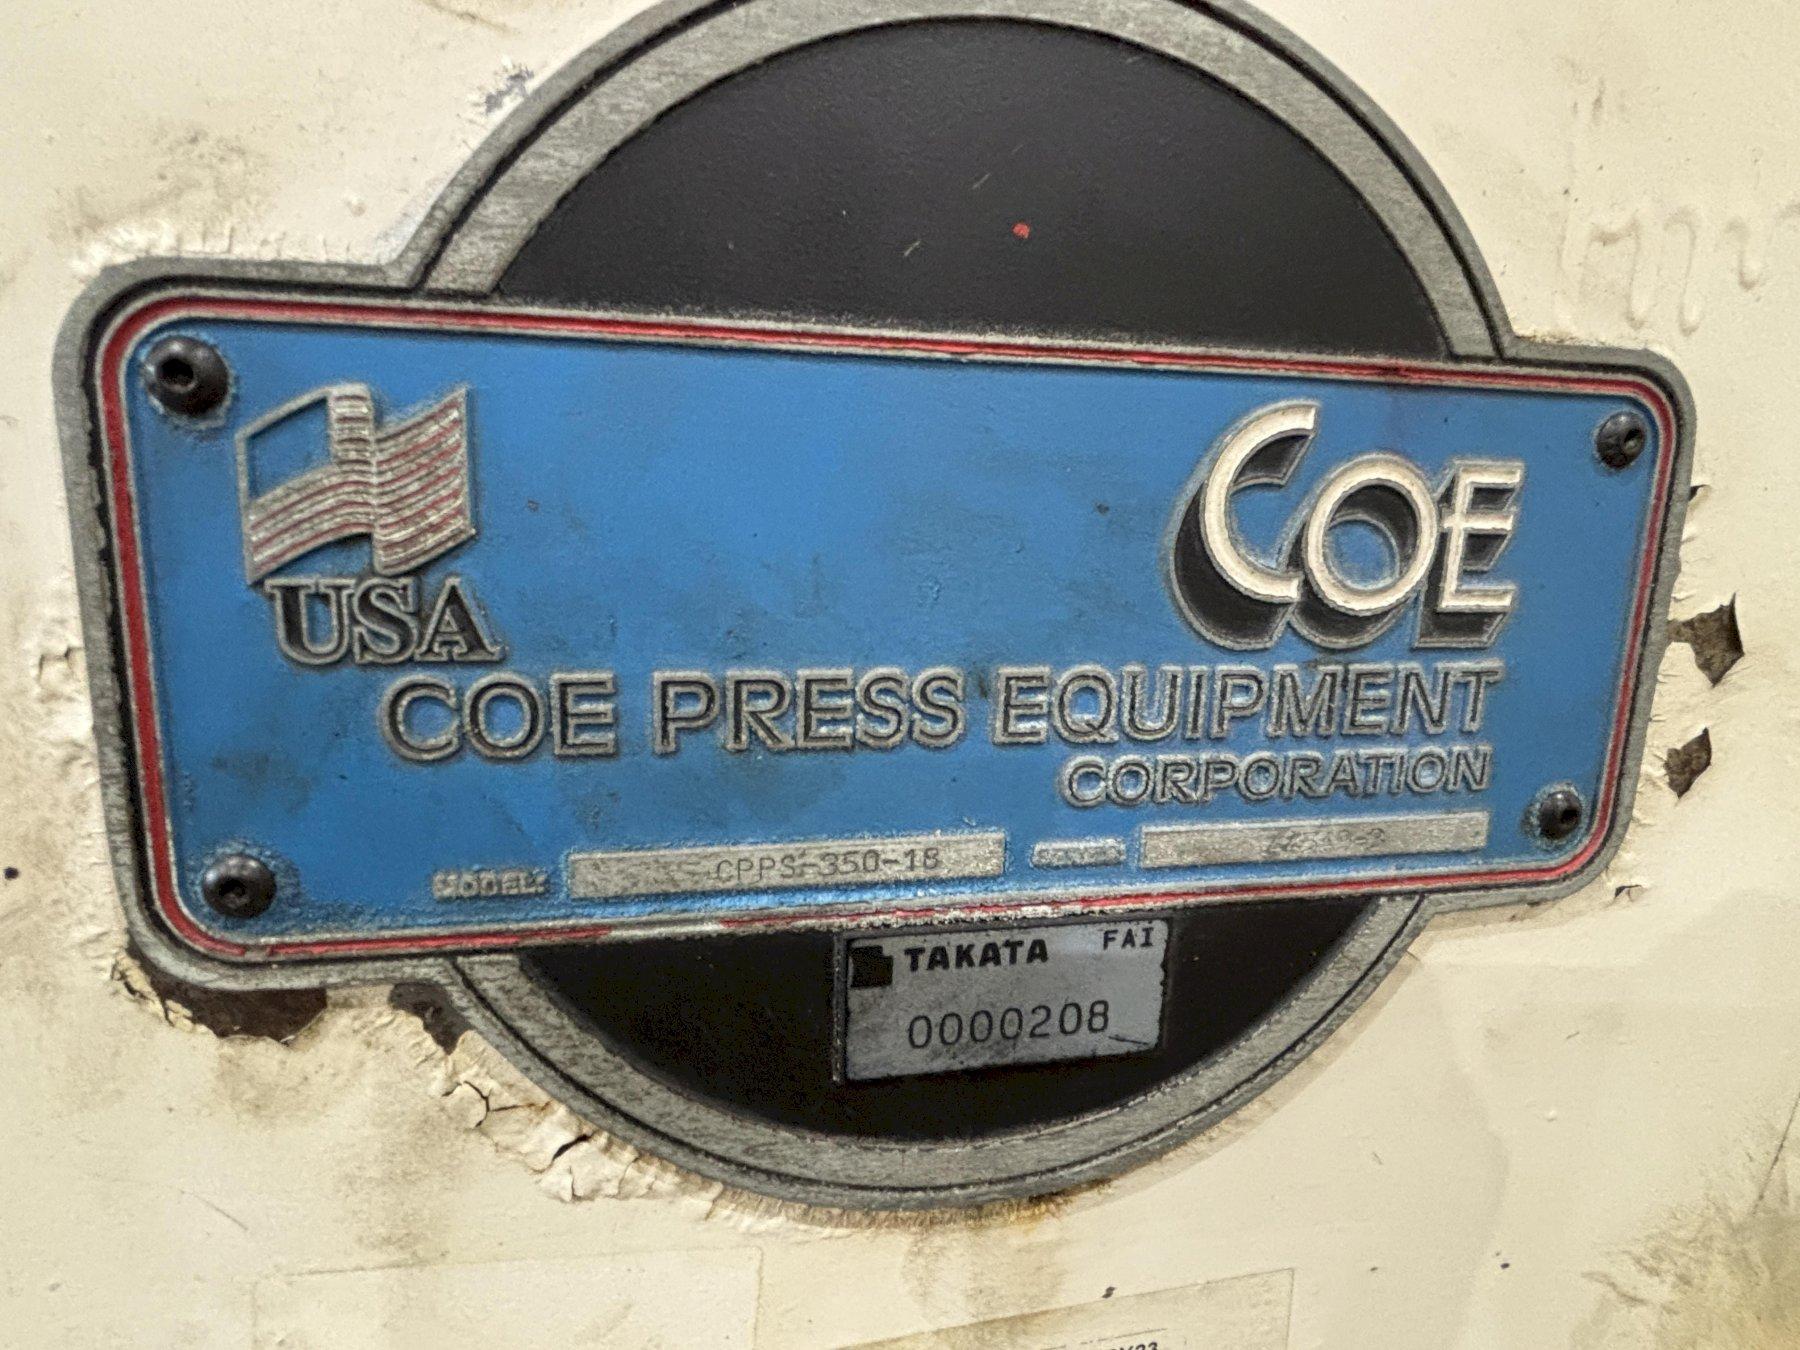 COE
USA
COE PRESS EQUIPMENT
CORPORATION
MODEL: CPPS-350-18
TAKATA FAI
0000208